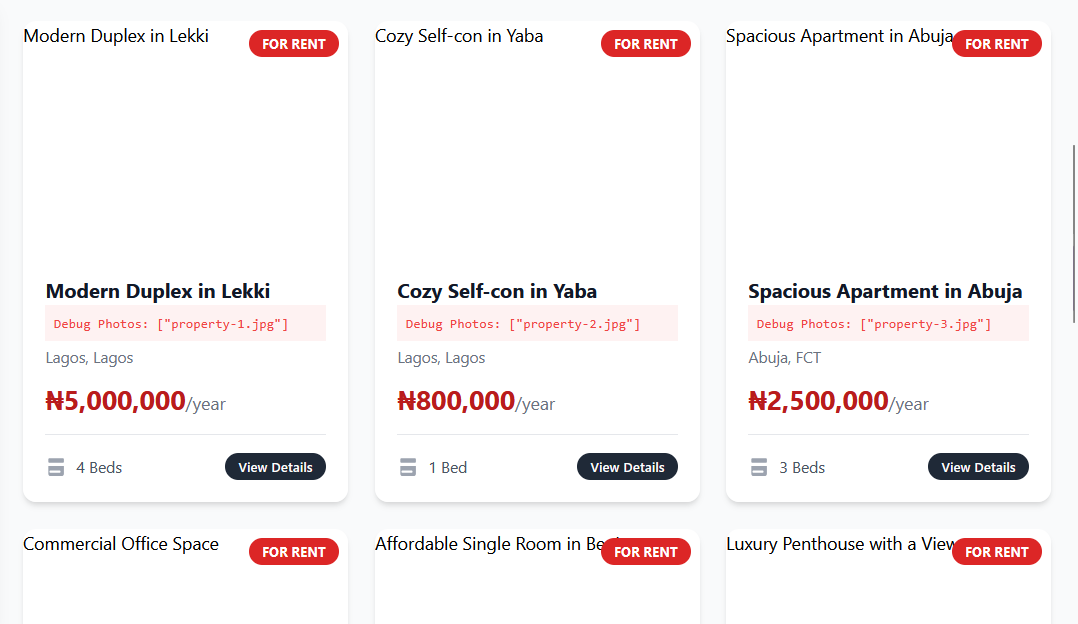 Modern Duplex in Lekki
FOR RENT
Modern Duplex in Lekki
Debug Photos: ["property-1.jpg"]
Lagos, Lagos
₦5,000,000/year
4 Beds
View Details
Cozy Self-con in Yaba
FOR RENT
Cozy Self-con in Yaba
Debug Photos: ["property-2.jpg"]
Lagos, Lagos
₦800,000/year
1 Bed
View Details
Spacious Apartment in Abuja
FOR RENT
Spacious Apartment in Abuja
Debug Photos: ["property-3.jpg"]
Abuja, FCT
₦2,500,000/year
3 Beds
View Details
Commercial Office Space
FOR RENT
Affordable Single Room in
FOR RENT
Luxury Penthouse with a View
FOR RENT